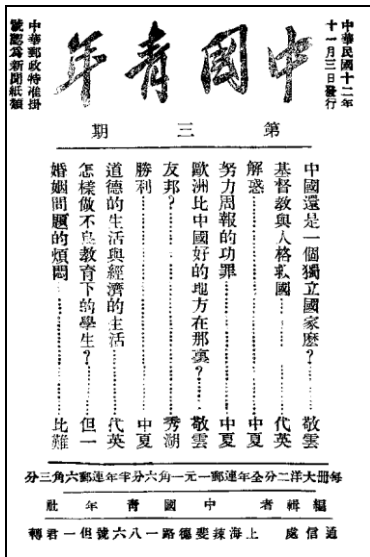 中華民國十二年
十一月三日發行
中國青年
中華郵政特准掛
號認為新聞紙類
第三期
中國還是一個獨立國家麽？⋯⋯敬雲
基督教與人格救國⋯⋯代英
解惑⋯⋯中夏
努力周報的功罪⋯⋯中夏
歐洲比中國好的地方在那裏？⋯⋯敬雲
友邦？⋯⋯秀湖
勝利⋯⋯中夏
道德的生活與經濟的生活⋯⋯代英
怎樣做不良教育下的學生？⋯⋯但一
婚姻問題的煩悶⋯⋯比難
每冊大洋二分全年連郵一元一角六分半年連郵六角三分
編輯者 中國青年社
通信處 上海辣斐德路一八六號但一君轉